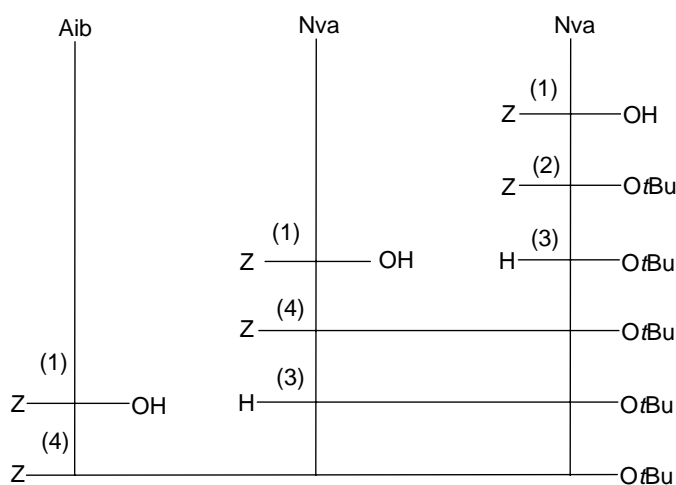 Aib Nva Nva
(1)
Z OH
(2)
Z OtBu
(1) (3)
Z OH H OtBu
(4)
Z OtBu
(1) (3)
Z OH H OtBu
(4)
Z OtBu